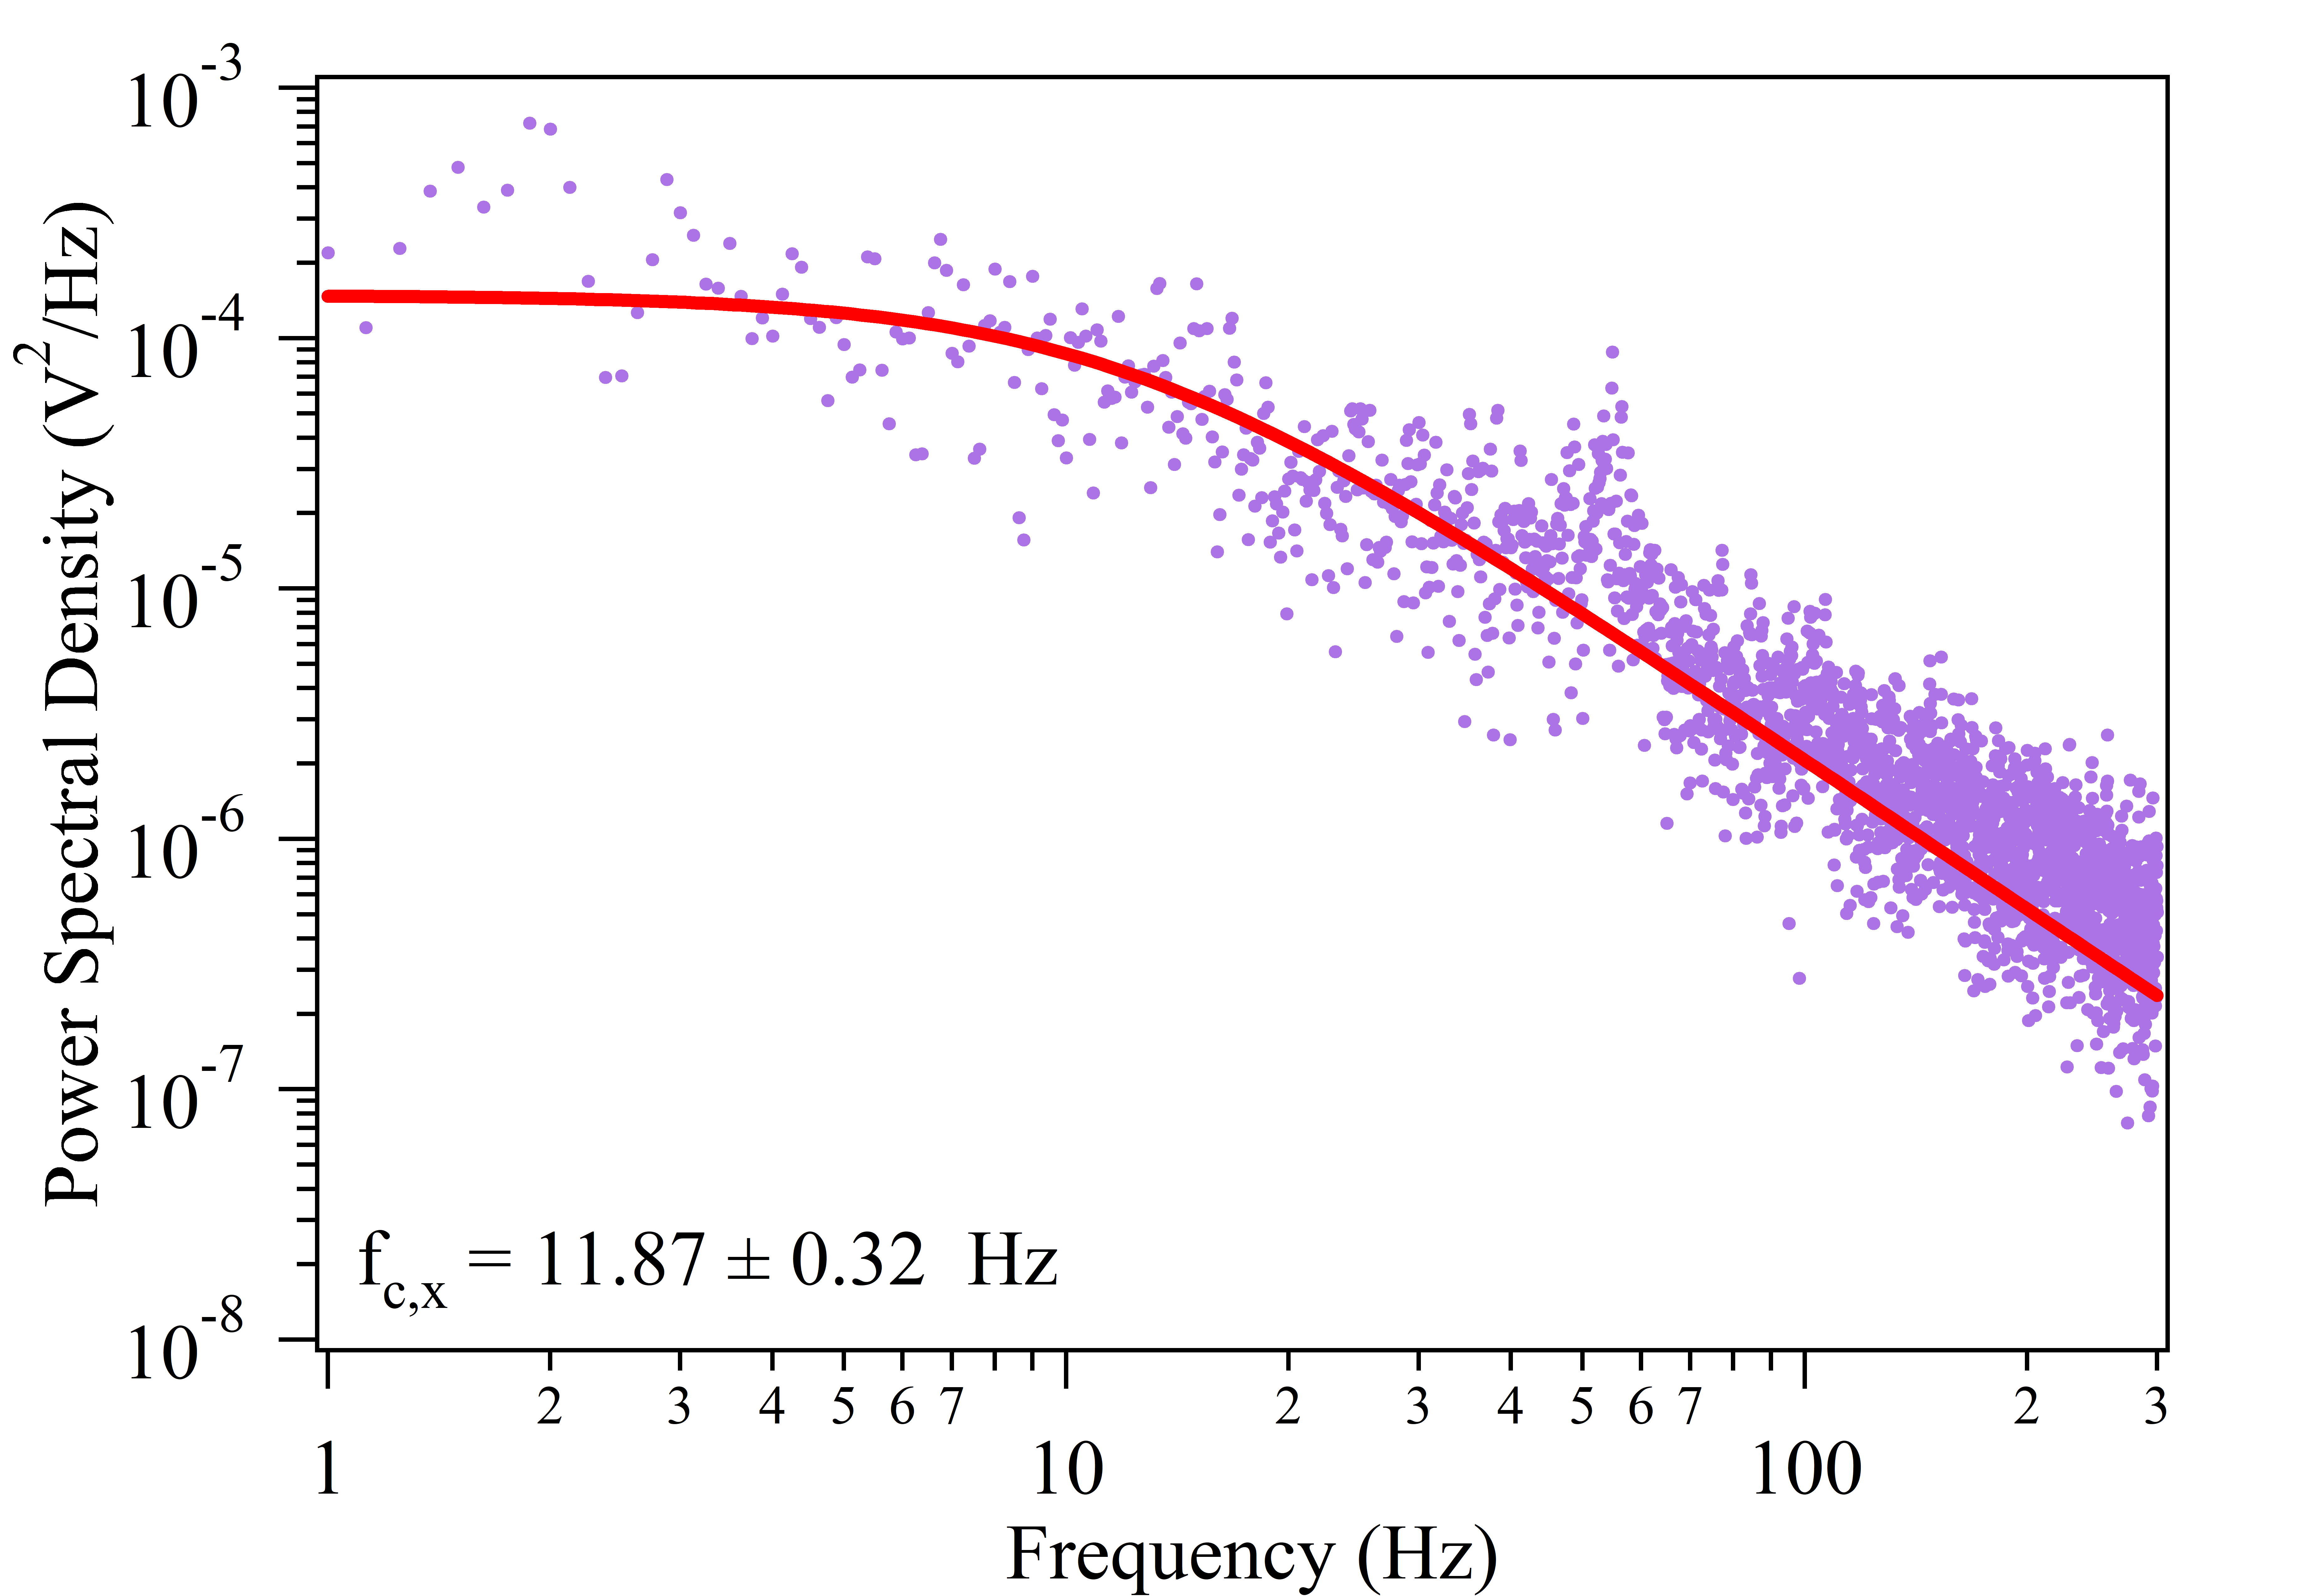 10^-3
10^-4
10^-5
10^-6
10^-7
10^-8
Power Spectral Density (V^2/Hz)
f_c,x = 11.87 ± 0.32 Hz
2 3 4 5 6 7 2 3 4 5 6 7 2 3
1 10 100
Frequency (Hz)